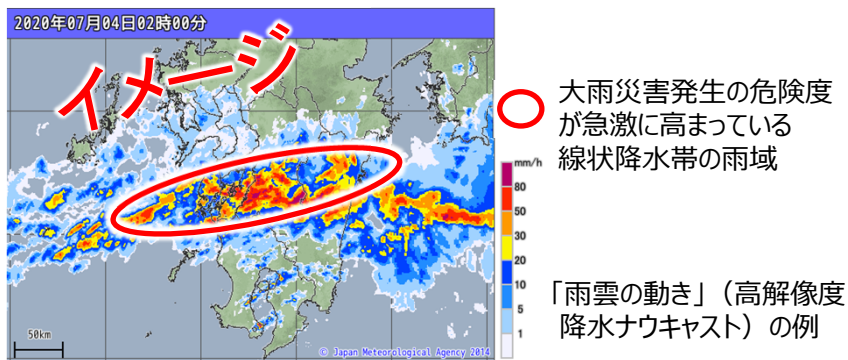 2020年07月04日02時00分
イメージ
大雨災害発生の危険度
が急激に高まっている
線状降水帯の雨域
mm/h
80
50
30
20
10
5
1
「雨雲の動き」（高解像度
降水ナウキャスト）の例
50km
© Japan Meteorological Agency 2014